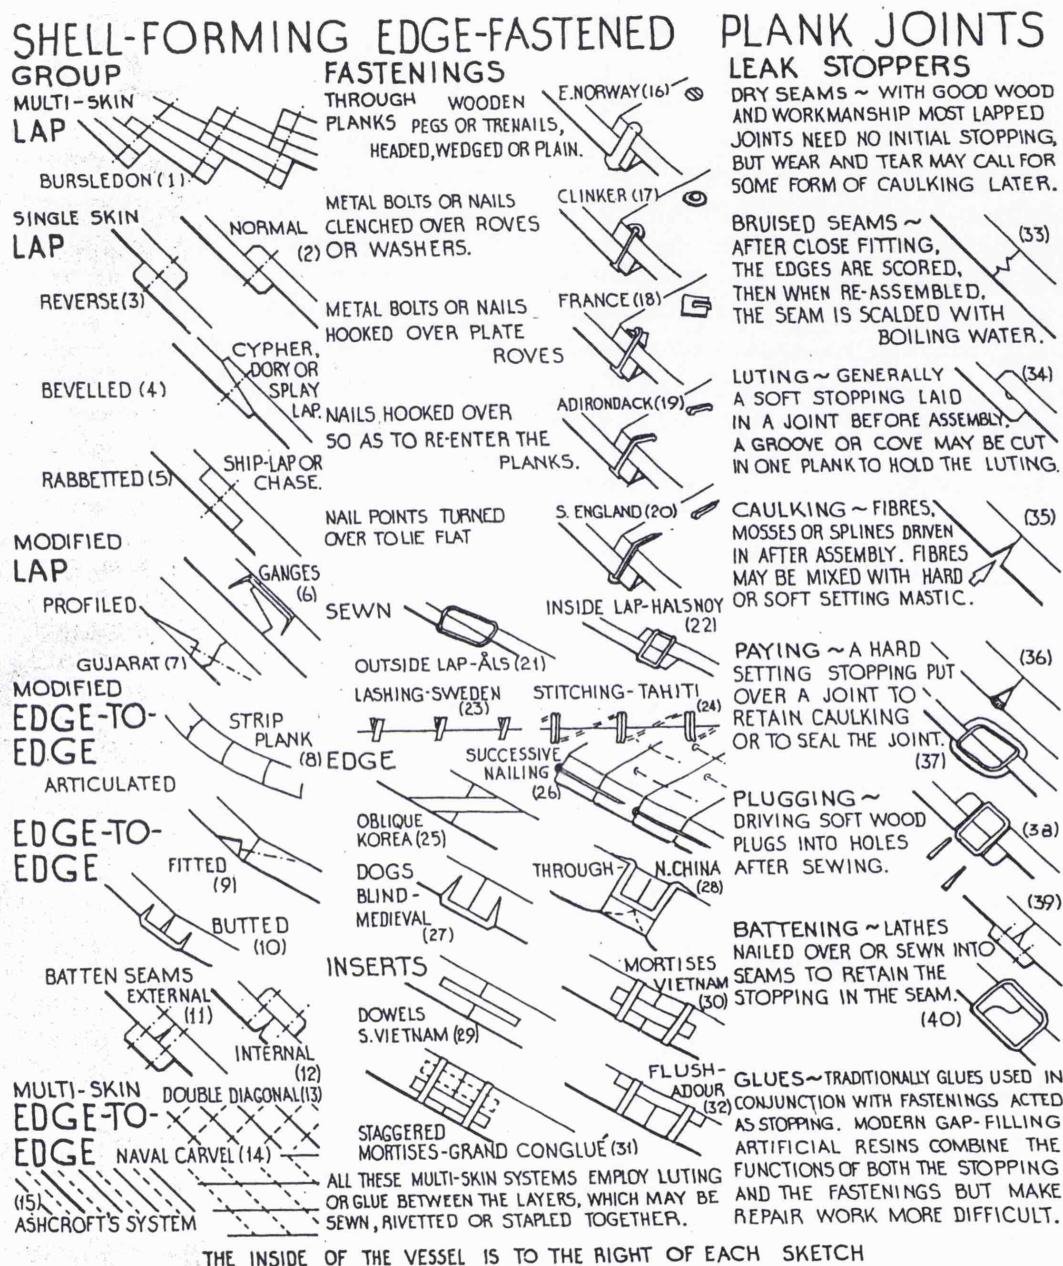 SHELL-FORMING EDGE-FASTENED PLANK JOINTS
GROUP
MULTI-SKIN
LAP
BURSLEDON (1)
SINGLE SKIN
LAP
NORMAL
(2)
REVERSE (3)
BEVELLED (4)
CYPHER,
DORY OR
SPLAY
LAP.
RABBETTED (5)
SHIP-LAP OR
CHASE.
MODIFIED
LAP
GANGES
(6)
PROFILED
GUJARAT (7)
MODIFIED
EDGE-TO-
EDGE
STRIP
PLANK
(8)
ARTICULATED
EDGE-TO-
EDGE
FITTED
(9)
BUTTED
(10)
BATTEN SEAMS
EXTERNAL
(11)
INTERNAL
(12)
MULTI-SKIN
EDGE-TO-
EDGE
DOUBLE DIAGONAL (13)
NAVAL CARVEL (14)
(15)
ASHCROFT'S SYSTEM
FASTENINGS
THROUGH WOODEN
PLANKS PEGS OR TRENAILS,
HEADED, WEDGED OR PLAIN.
E. NORWAY (16)
METAL BOLTS OR NAILS
CLENCHED OVER ROVES
OR WASHERS.
CLINKER (17)
METAL BOLTS OR NAILS
HOOKED OVER PLATE
ROVES
FRANCE (18)
NAILS HOOKED OVER
SO AS TO RE-ENTER THE
PLANKS.
ADIRONDACK (19)
NAIL POINTS TURNED
OVER TO LIE FLAT
S. ENGLAND (20)
SEWN
OUTSIDE LAP-ÅLS (21)
INSIDE LAP-HALSNOY
(22)
LASHING-SWEDEN
(23)
STITCHING-TAHITI
(24)
EDGE
SUCCESSIVE
NAILING
(26)
OBLIQUE
KOREA (25)
DOGS
BLIND-
MEDIEVAL
(27)
THROUGH-
N. CHINA
(28)
INSERTS
DOWELS
S. VIETNAM (29)
MORTISES
VIETNAM
(30)
STAGGERED
MORTISES-GRAND CONGLUÉ (31)
FLUSH-
ADOUR
(32)
ALL THESE MULTI-SKIN SYSTEMS EMPLOY LUTING
OR GLUE BETWEEN THE LAYERS, WHICH MAY BE
SEWN, RIVETTED OR STAPLED TOGETHER.
LEAK STOPPERS
DRY SEAMS ~ WITH GOOD WOOD
AND WORKMANSHIP MOST LAPPED
JOINTS NEED NO INITIAL STOPPING,
BUT WEAR AND TEAR MAY CALL FOR
SOME FORM OF CAULKING LATER.
BRUISED SEAMS ~
AFTER CLOSE FITTING,
THE EDGES ARE SCORED,
THEN WHEN RE-ASSEMBLED,
THE SEAM IS SCALDED WITH
BOILING WATER.
(33)
LUTING ~ GENERALLY
A SOFT STOPPING LAID
IN A JOINT BEFORE ASSEMBLY.
A GROOVE OR COVE MAY BE CUT
IN ONE PLANK TO HOLD THE LUTING.
(34)
CAULKING ~ FIBRES,
MOSSES OR SPLINES DRIVEN
IN AFTER ASSEMBLY. FIBRES
MAY BE MIXED WITH HARD
OR SOFT SETTING MASTIC.
(35)
PAYING ~ A HARD
SETTING STOPPING PUT
OVER A JOINT TO
RETAIN CAULKING
OR TO SEAL THE JOINT.
(36)
(37)
PLUGGING ~
DRIVING SOFT WOOD
PLUGS INTO HOLES
AFTER SEWING.
(38)
BATTENING ~ LATHES
NAILED OVER OR SEWN INTO
SEAMS TO RETAIN THE
STOPPING IN THE SEAM.
(39)
(40)
GLUES ~ TRADITIONALLY GLUES USED IN
CONJUNCTION WITH FASTENINGS ACTED
AS STOPPING. MODERN GAP-FILLING
ARTIFICIAL RESINS COMBINE THE
FUNCTIONS OF BOTH THE STOPPING
AND THE FASTENINGS BUT MAKE
REPAIR WORK MORE DIFFICULT.
THE INSIDE OF THE VESSEL IS TO THE RIGHT OF EACH SKETCH